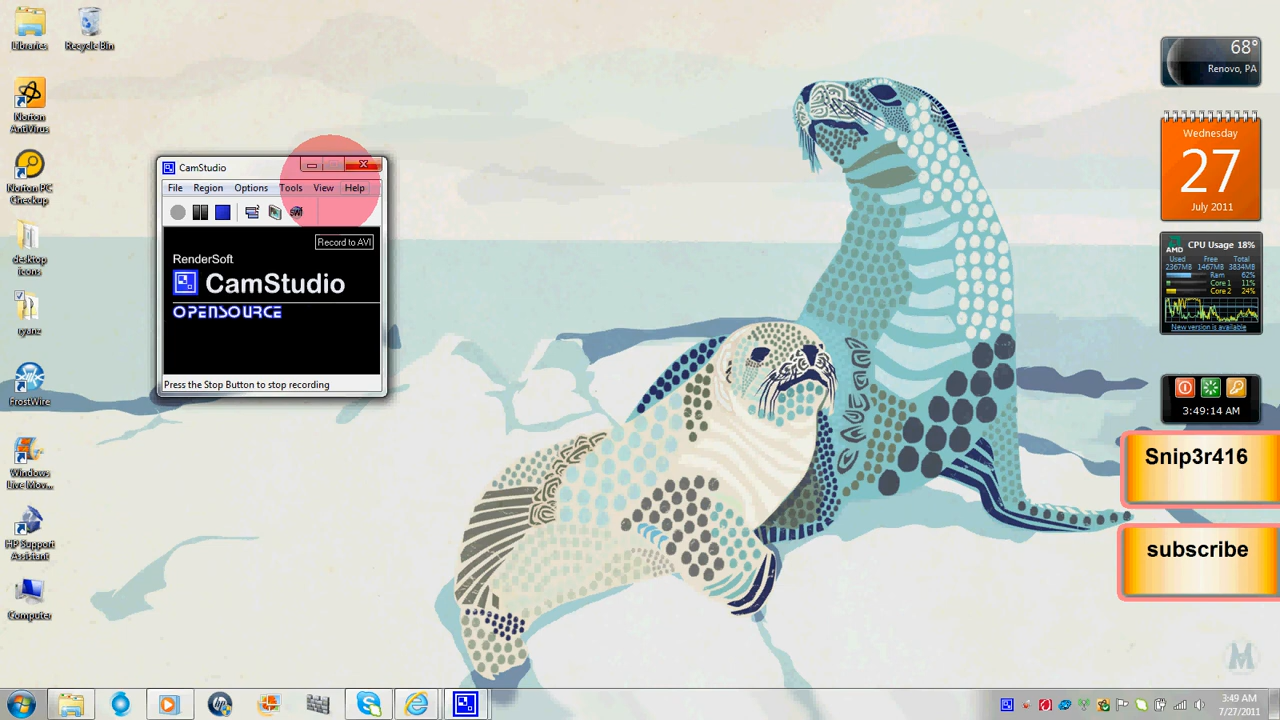 Libraries
Recycle Bin
Norton
AntiVirus
Norton PC
Checkup
desktop
icons
ryanz
FrostWire
Windows
Live Mov...
HP Support
Assistant
Computer
CamStudio
File Region Options Tools View Help
Record to AVI
RenderSoft
CamStudio
OPENSOURCE
Press the Stop Button to stop recording
68°
Renovo, PA
Wednesday
27
July 2011
AMD
CPU Usage 18%
Used Free Total
2367MB 1467MB 3834MB
Ram 62%
Core 1 11%
Core 2 24%
New version is available
3:49:14 AM
Snip3r416
subscribe
M
hp
3:49 AM
7/27/2011